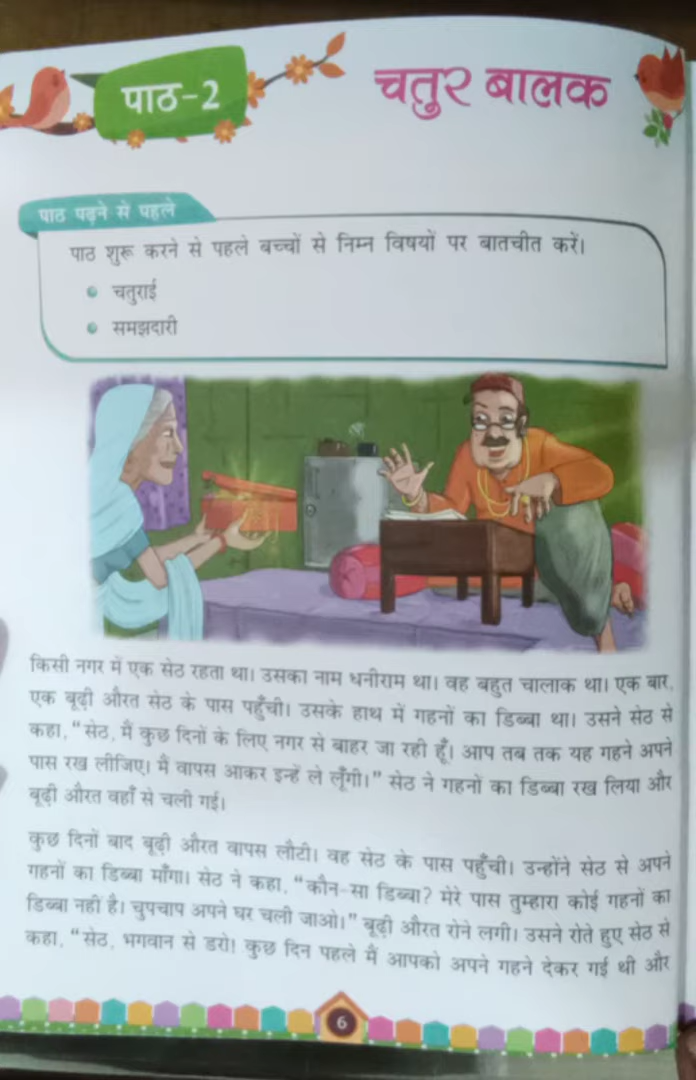 पाठ-2
चतुर बालक
पाठ पढ़ने से पहले
पाठ शुरू करने से पहले बच्चों से निम्न विषयों पर बातचीत करें।
• चतुराई
• समझदारी
किसी नगर में एक सेठ रहता था। उसका नाम धनीराम था। वह बहुत चालाक था। एक बार,
एक बूढ़ी औरत सेठ के पास पहुँची। उसके हाथ में गहनों का डिब्बा था। उसने सेठ से
कहा, “सेठ, मैं कुछ दिनों के लिए नगर से बाहर जा रही हूँ। आप तब तक यह गहने अपने
पास रख लीजिए। मैं वापस आकर इन्हें ले लूँगी।” सेठ ने गहनों का डिब्बा रख लिया और
बूढ़ी औरत वहाँ से चली गई।
कुछ दिनों बाद बूढ़ी औरत वापस लौटी। वह सेठ के पास पहुँची। उन्होंने सेठ से अपने
गहनों का डिब्बा माँगा। सेठ ने कहा, “कौन-सा डिब्बा? मेरे पास तुम्हारा कोई गहनों का
डिब्बा नहीं है। चुपचाप अपने घर चली जाओ।” बूढ़ी औरत रोने लगी। उसने रोते हुए सेठ से
कहा, “सेठ, भगवान से डरो! कुछ दिन पहले मैं आपको अपने गहने देकर गई थी और
6